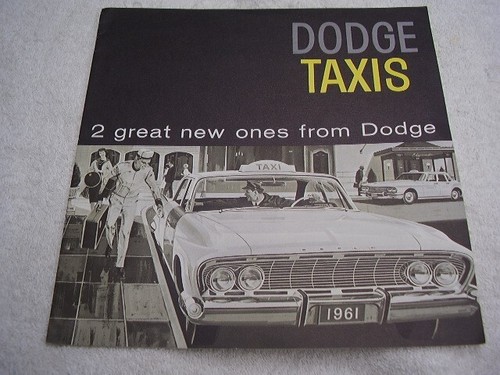 DODGE
TAXIS
2 great new ones from Dodge
TAXI
1961